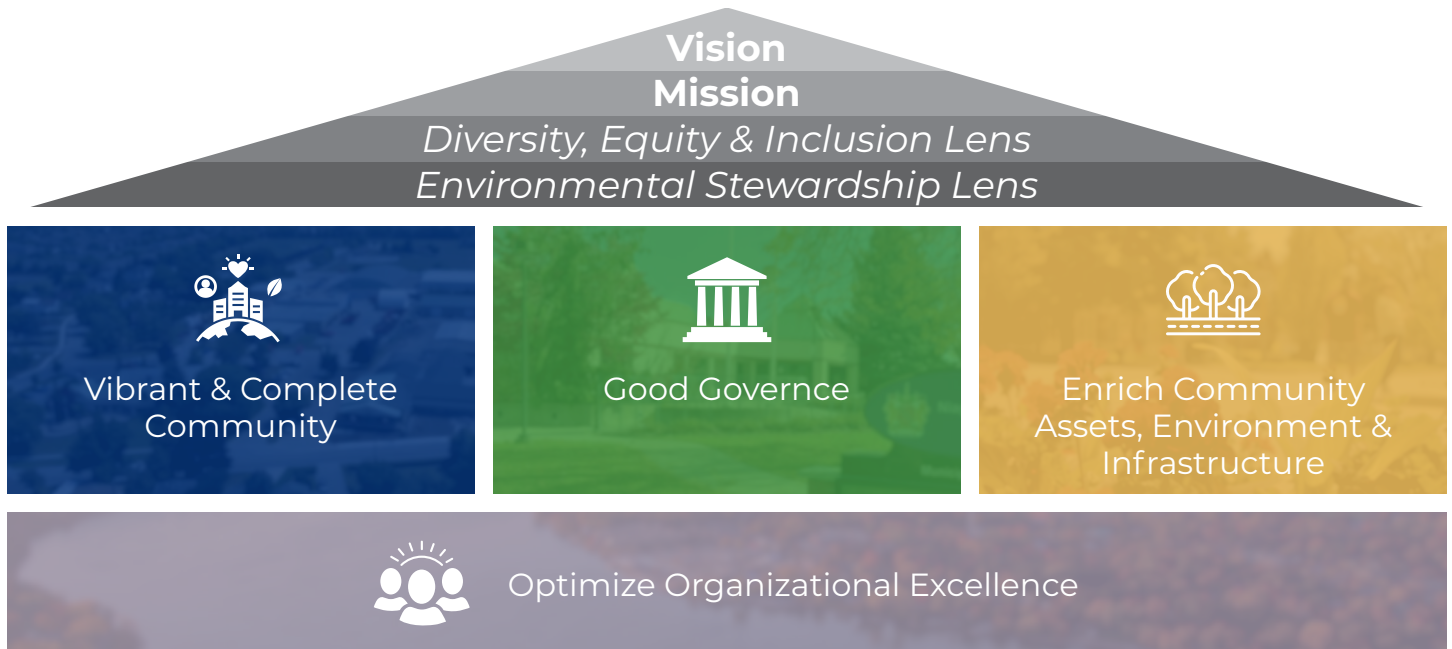 Vision
Mission
Diversity, Equity & Inclusion Lens
Environmental Stewardship Lens
Vibrant & Complete
Community
Good Governce
Enrich Community
Assets, Environment &
Infrastructure
Optimize Organizational Excellence